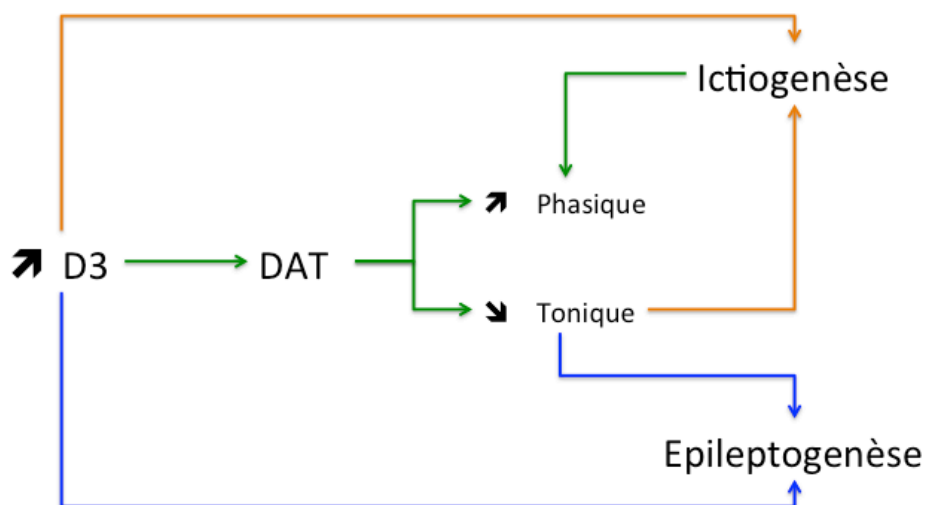 Ictiogenèse
Phasique
D3
DAT
Tonique
Epileptogenèse